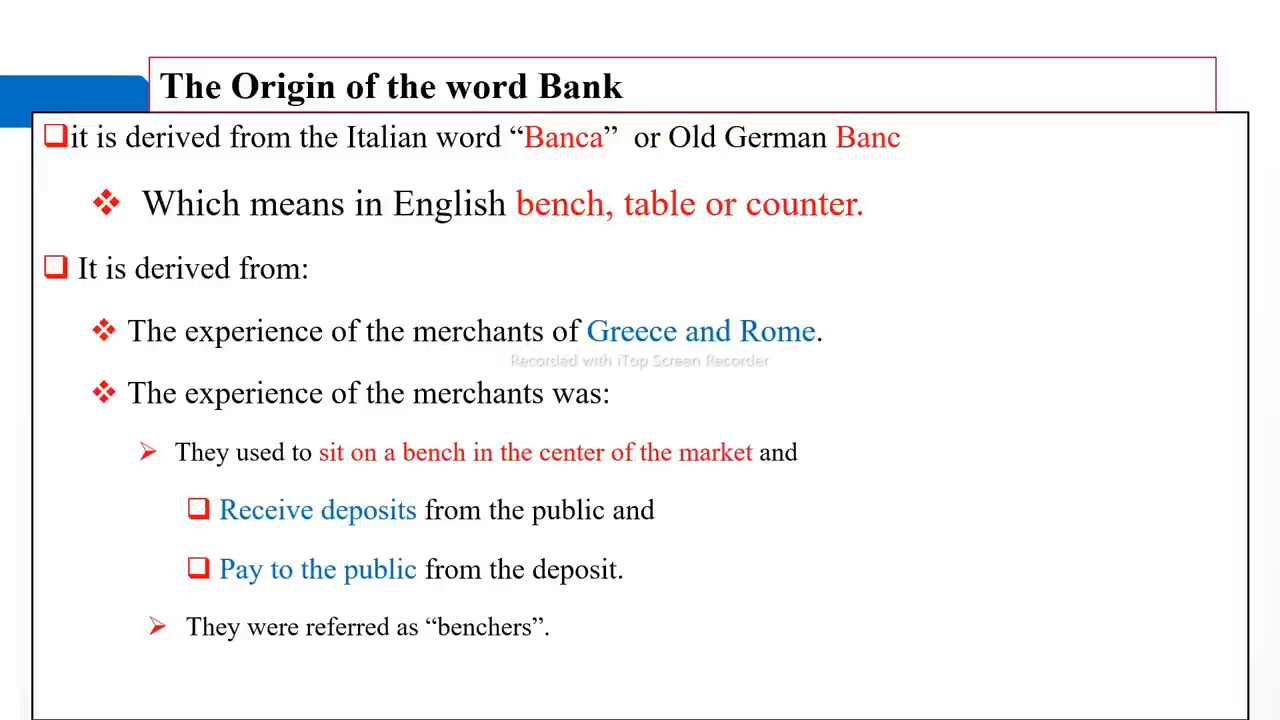 The Origin of the word Bank
it is derived from the Italian word “Banca” or Old German Banc
Which means in English bench, table or counter.
It is derived from:
The experience of the merchants of Greece and Rome.
Recorded with iTop Screen Recorder
The experience of the merchants was:
They used to sit on a bench in the center of the market and
Receive deposits from the public and
Pay to the public from the deposit.
They were referred as “benchers”.